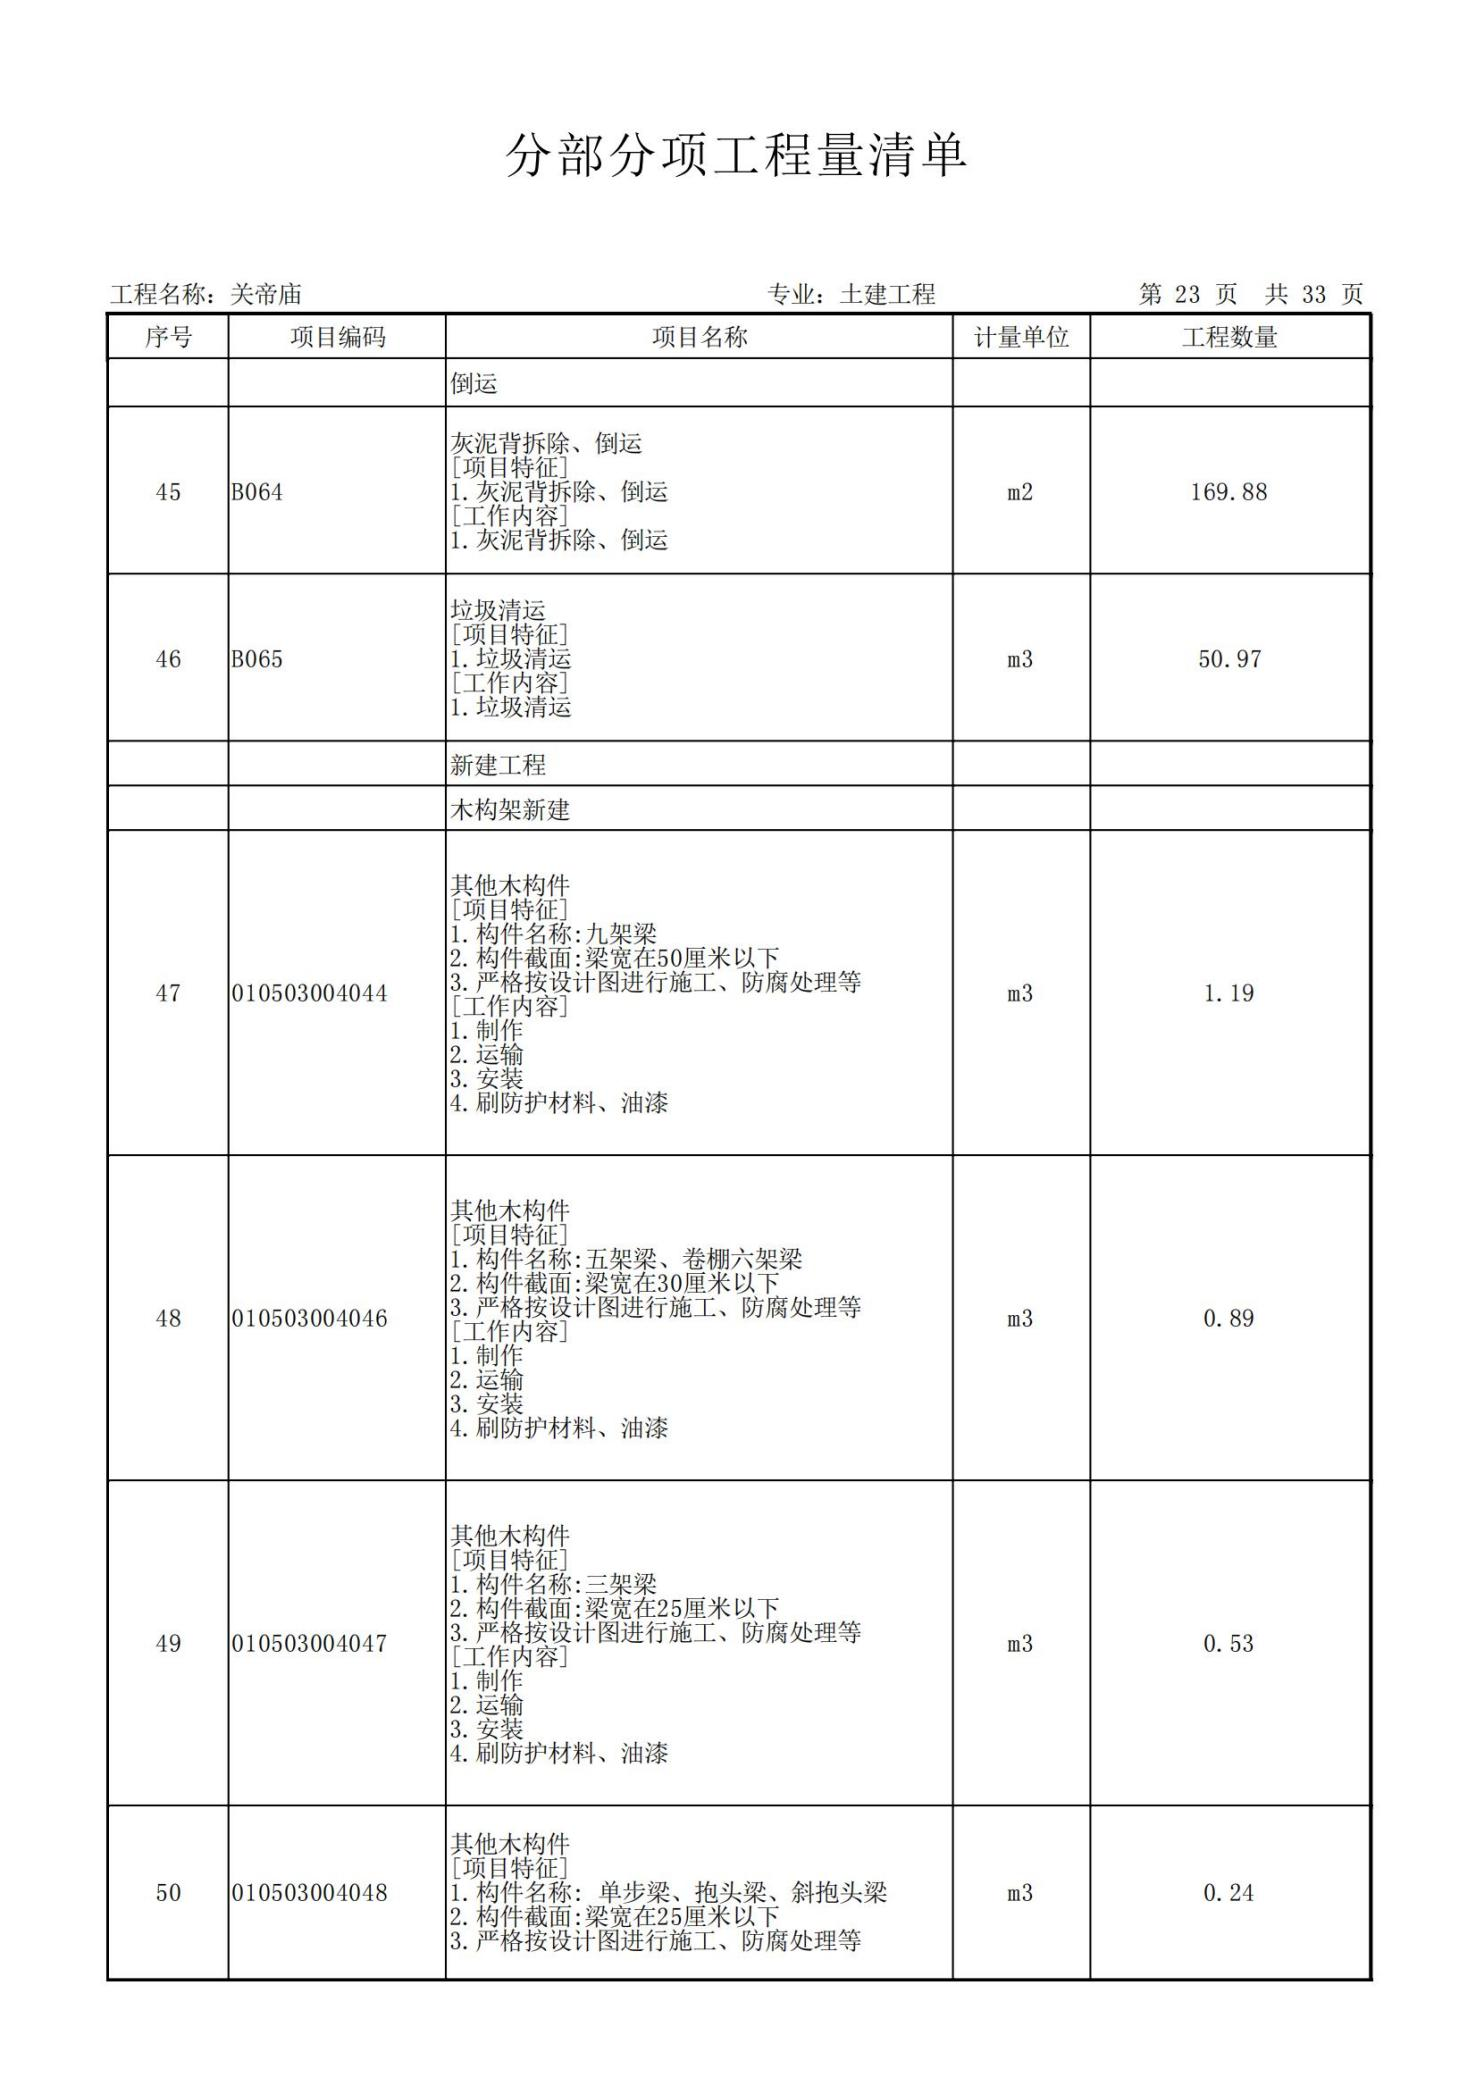 分部分项工程量清单
工程名称：关帝庙 专业：土建工程 第 23 页 共 33 页
序号 项目编码 项目名称 计量单位 工程数量
倒运
灰泥背拆除、倒运
[项目特征]
45 B064 1.灰泥背拆除、倒运 m2 169.88
[工作内容]
1.灰泥背拆除、倒运
垃圾清运
[项目特征]
46 B065 1.垃圾清运 m3 50.97
[工作内容]
1.垃圾清运
新建工程
木构架新建
其他木构件
[项目特征]
1.构件名称:九架梁
2.构件截面:梁宽在50厘米以下
3.严格按设计图进行施工、防腐处理等
47 010503004044 m3 1.19
[工作内容]
1.制作
2.运输
3.安装
4.刷防护材料、油漆
其他木构件
[项目特征]
1.构件名称:五架梁、卷棚六架梁
2.构件截面:梁宽在30厘米以下
3.严格按设计图进行施工、防腐处理等
48 010503004046 m3 0.89
[工作内容]
1.制作
2.运输
3.安装
4.刷防护材料、油漆
其他木构件
[项目特征]
1.构件名称:三架梁
2.构件截面:梁宽在25厘米以下
3.严格按设计图进行施工、防腐处理等
49 010503004047 m3 0.53
[工作内容]
1.制作
2.运输
3.安装
4.刷防护材料、油漆
其他木构件
[项目特征]
50 010503004048 1.构件名称: 单步梁、抱头梁、斜抱头梁 m3 0.24
2.构件截面:梁宽在25厘米以下
3.严格按设计图进行施工、防腐处理等